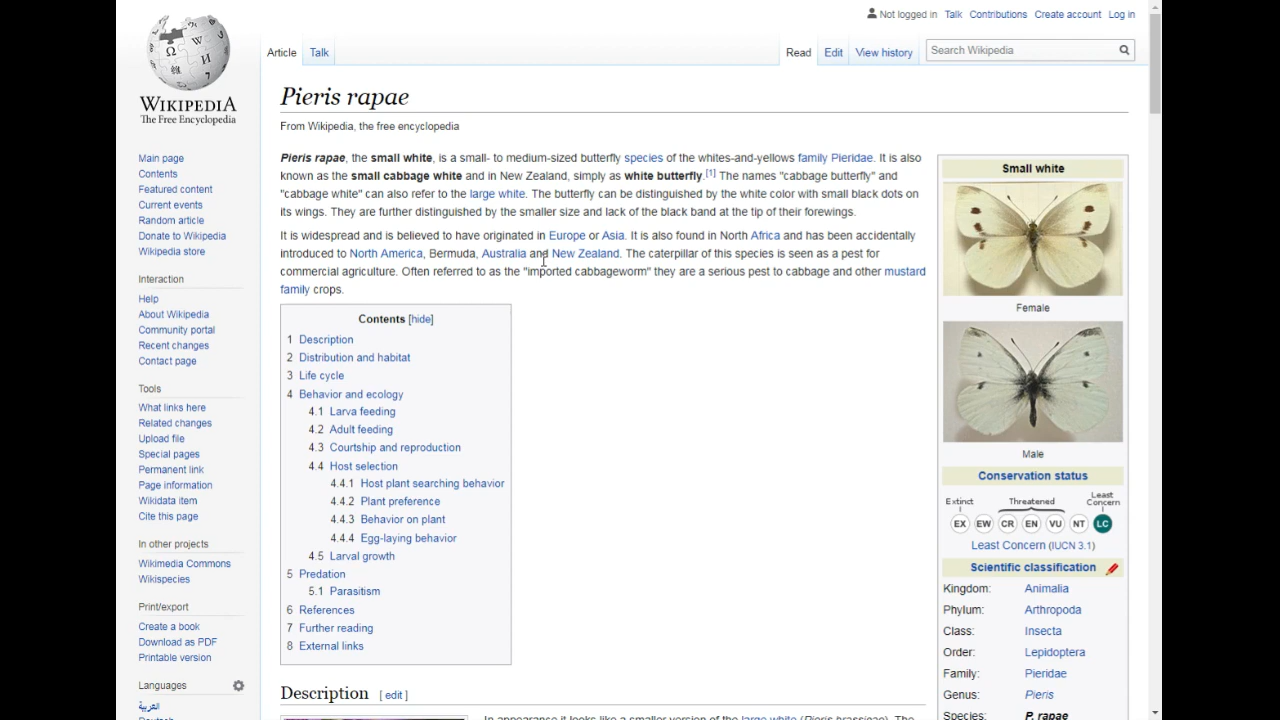 Not logged in Talk Contributions Create account Log in
Article Talk Read Edit View history Search Wikipedia
WIKIPEDIA
The Free Encyclopedia
Main page
Contents
Featured content
Current events
Random article
Donate to Wikipedia
Wikipedia store
Interaction
Help
About Wikipedia
Community portal
Recent changes
Contact page
Tools
What links here
Related changes
Upload file
Special pages
Permanent link
Page information
Wikidata item
Cite this page
In other projects
Wikimedia Commons
Wikispecies
Print/export
Create a book
Download as PDF
Printable version
Languages
العربية
Pieris rapae
From Wikipedia, the free encyclopedia
Pieris rapae, the small white, is a small- to medium-sized butterfly species of the whites-and-yellows family Pieridae. It is also
known as the small cabbage white and in New Zealand, simply as white butterfly.[1] The names "cabbage butterfly" and
"cabbage white" can also refer to the large white. The butterfly can be distinguished by the white color with small black dots on
its wings. They are further distinguished by the smaller size and lack of the black band at the tip of their forewings.
It is widespread and is believed to have originated in Europe or Asia. It is also found in North Africa and has been accidentally
introduced to North America, Bermuda, Australia and New Zealand. The caterpillar of this species is seen as a pest for
commercial agriculture. Often referred to as the "imported cabbageworm" they are a serious pest to cabbage and other mustard
family crops.
Contents [hide]
1 Description
2 Distribution and habitat
3 Life cycle
4 Behavior and ecology
4.1 Larva feeding
4.2 Adult feeding
4.3 Courtship and reproduction
4.4 Host selection
4.4.1 Host plant searching behavior
4.4.2 Plant preference
4.4.3 Behavior on plant
4.4.4 Egg-laying behavior
4.5 Larval growth
5 Predation
5.1 Parasitism
6 References
7 Further reading
8 External links
Description [ edit ]
In appearance it looks like a smaller version of the large white (Pieris brassicae). The
Small white
Female
Male
Conservation status
Extinct Threatened Least Concern
EX EW CR EN VU NT LC
Least Concern (IUCN 3.1)
Scientific classification
Kingdom: Animalia
Phylum: Arthropoda
Class: Insecta
Order: Lepidoptera
Family: Pieridae
Genus: Pieris
Species: P. rapae